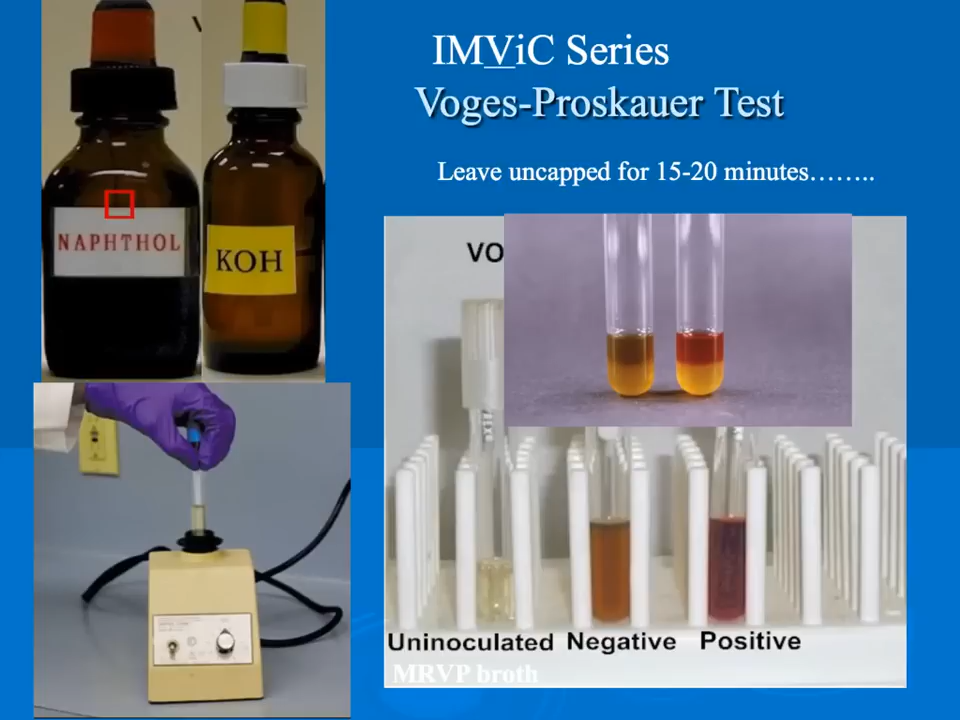 IMViC Series
Voges-Proskauer Test
Leave uncapped for 15-20 minutes……..
NAPHTHOL
KOH
VO
Uninoculated Negative Positive
MRVP broth